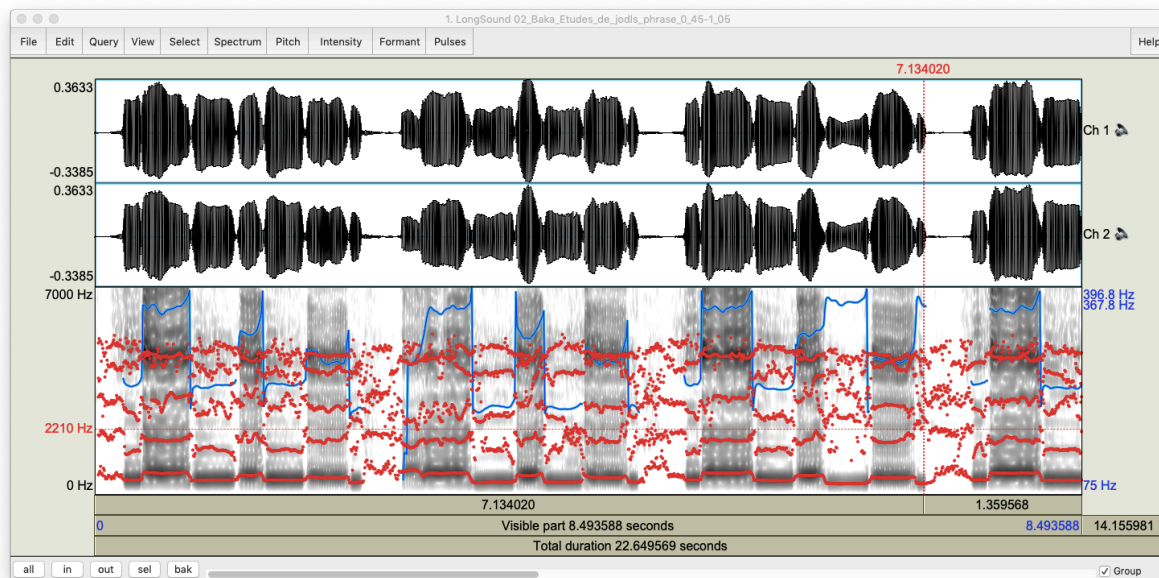 1. LongSound 02_Baka_Etudes_de_jodls_phrase_0_45-1_05
File Edit Query View Select Spectrum Pitch Intensity Formant Pulses Help
7.134020
0.3633
Ch 1
-0.3385
0.3633
Ch 2
-0.3385
7000 Hz 396.8 Hz
367.8 Hz
2210 Hz
0 Hz 75 Hz
7.134020 1.359568
0 Visible part 8.493588 seconds 8.493588 14.155981
Total duration 22.649569 seconds
all in out sel bak Group